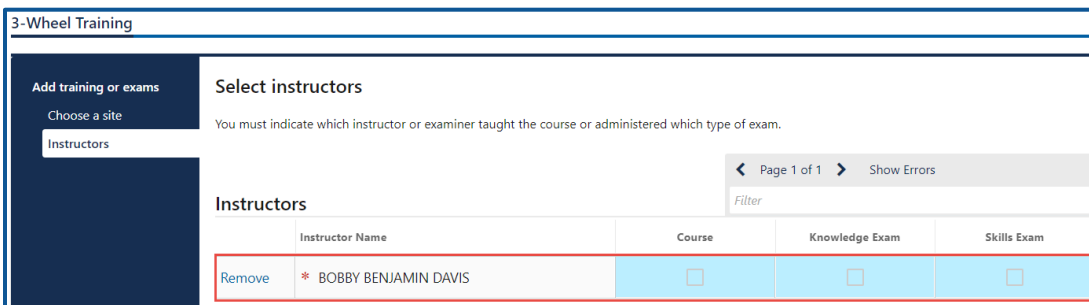 3-Wheel Training
Add training or exams
Choose a site
Instructors
Select instructors
You must indicate which instructor or examiner taught the course or administered which type of exam.
Page 1 of 1 Show Errors
Filter
Instructors
Instructor Name Course Knowledge Exam Skills Exam
Remove * BOBBY BENJAMIN DAVIS